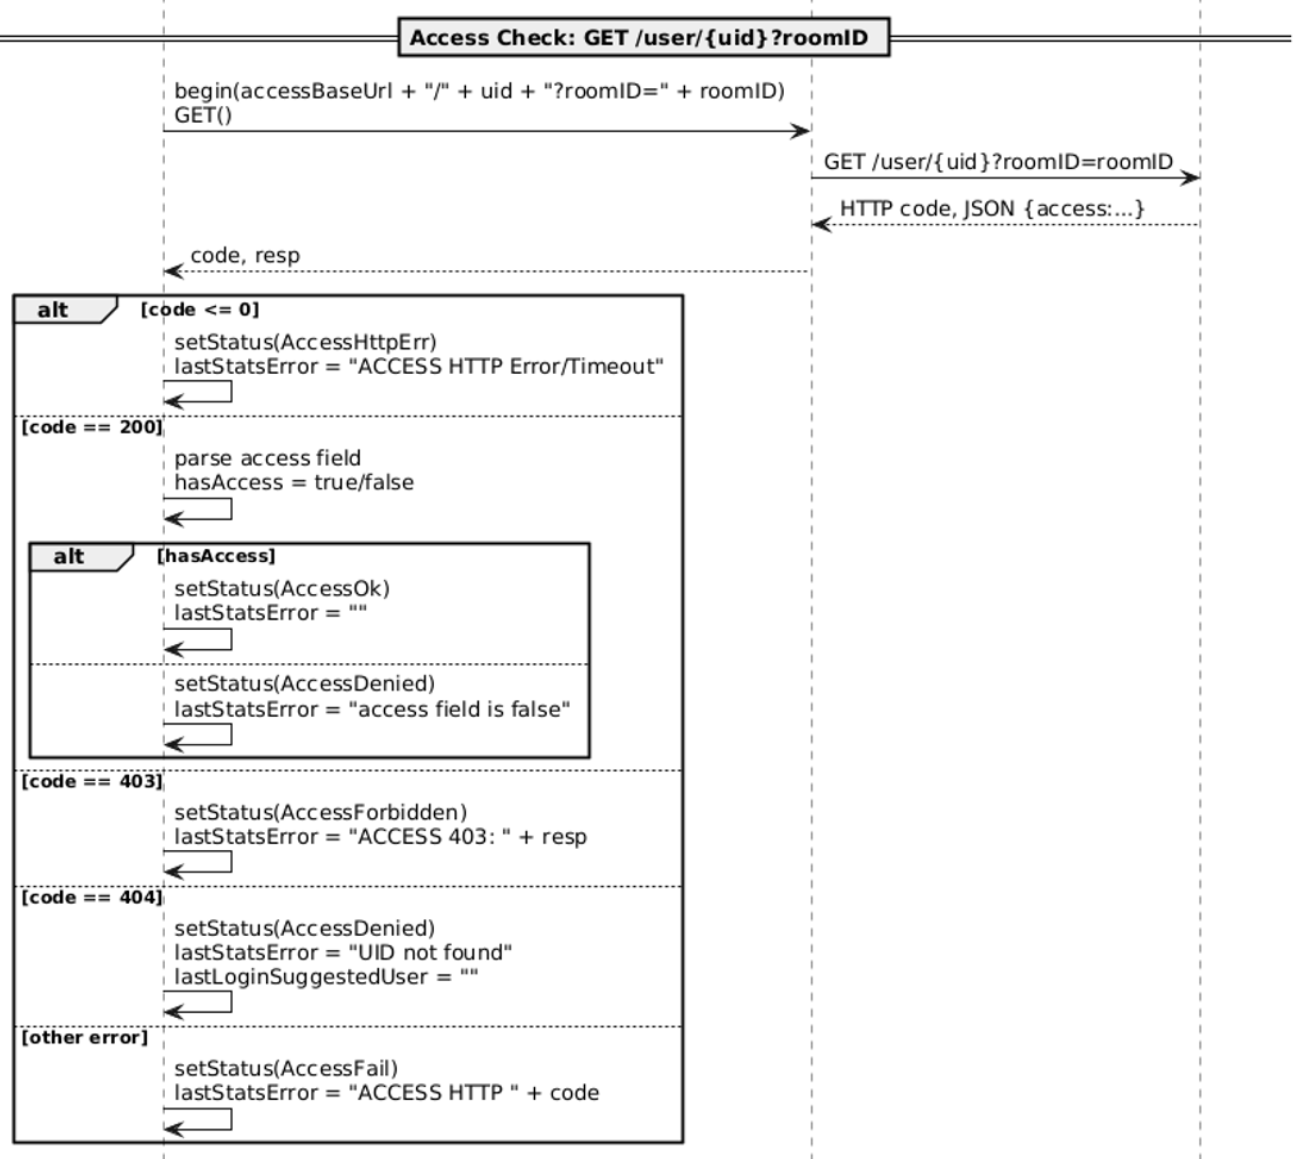 Access Check: GET /user/{uid}?roomID
begin(accessBaseUrl + "/" + uid + "?roomID=" + roomID)
GET()
GET /user/{uid}?roomID=roomID
HTTP code, JSON {access:...}
code, resp
alt [code <= 0]
setStatus(AccessHttpErr)
lastStatsError = "ACCESS HTTP Error/Timeout"
[code == 200]
parse access field
hasAccess = true/false
alt [hasAccess]
setStatus(AccessOk)
lastStatsError = ""
setStatus(AccessDenied)
lastStatsError = "access field is false"
[code == 403]
setStatus(AccessForbidden)
lastStatsError = "ACCESS 403: " + resp
[code == 404]
setStatus(AccessDenied)
lastStatsError = "UID not found"
lastLoginSuggestedUser = ""
[other error]
setStatus(AccessFail)
lastStatsError = "ACCESS HTTP " + code